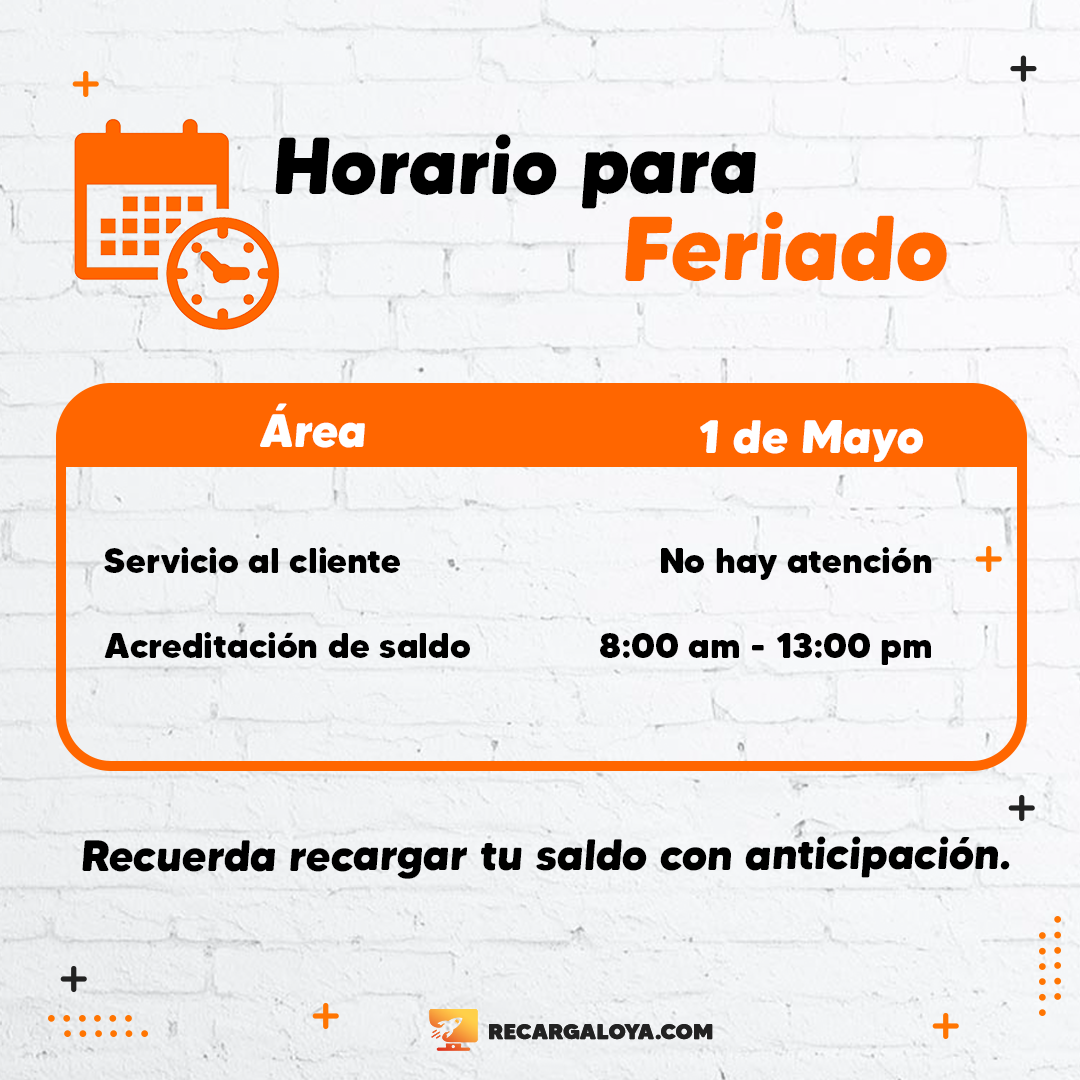 Horario para
Feriado
Área
1 de Mayo
Servicio al cliente
No hay atención
Acreditación de saldo
8:00 am - 13:00 pm
Recuerda recargar tu saldo con anticipación.
RECARGALOYA.COM